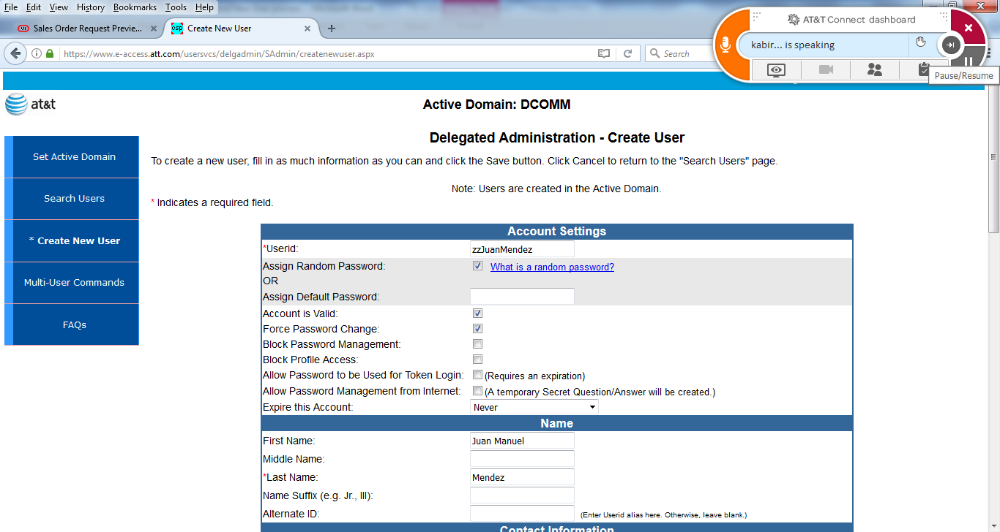 File Edit View History Bookmarks Tools Help
Sales Order Request Previe...
csp Create New User
https://www.e-access.att.com/usersvcs/delgadmin/SAdmin/createnewuser.aspx
Search
AT&T Connect dashboard
kabir... is speaking
Pause/Resume
at&t
Active Domain: DCOMM
Set Active Domain
Search Users
* Create New User
Multi-User Commands
FAQs
Delegated Administration - Create User
To create a new user, fill in as much information as you can and click the Save button. Click Cancel to return to the "Search Users" page.
Note: Users are created in the Active Domain.
* Indicates a required field.
Account Settings
*Userid: zzJuanMendez
Assign Random Password: What is a random password?
OR
Assign Default Password:
Account is Valid:
Force Password Change:
Block Password Management:
Block Profile Access:
Allow Password to be Used for Token Login: (Requires an expiration)
Allow Password Management from Internet: (A temporary Secret Question/Answer will be created.)
Expire this Account: Never
Name
First Name: Juan Manuel
Middle Name:
*Last Name: Mendez
Name Suffix (e.g. Jr., III):
Alternate ID: (Enter Userid alias here. Otherwise, leave blank.)
Contact Information